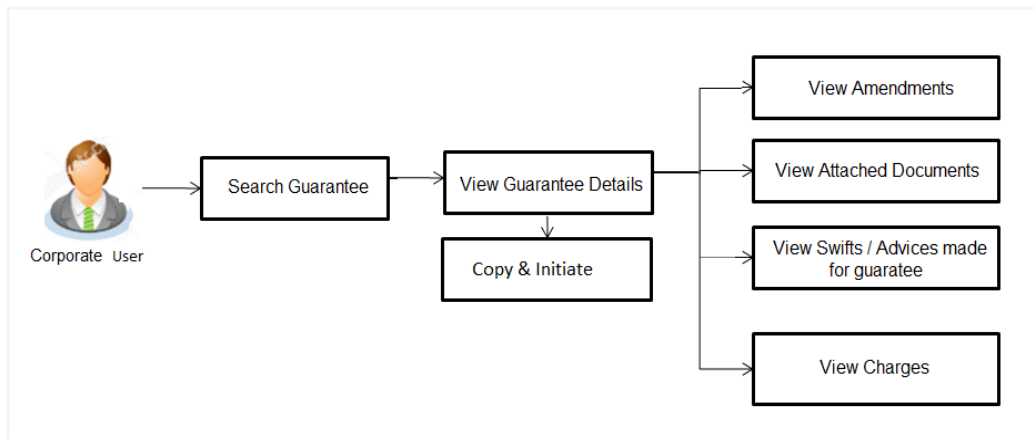 Corporate User
Search Guarantee
View Guarantee Details
Copy & Initiate
View Amendments
View Attached Documents
View Swifts / Advices made
for guaratee
View Charges